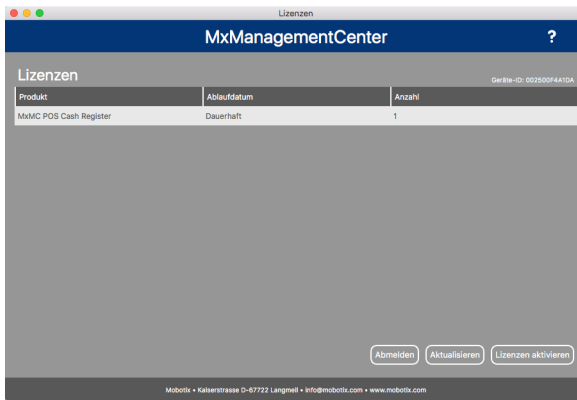 Lizenzen
MxManagementCenter ?
Lizenzen
Geräte-ID: 002500F4A1DA
Produkt Ablaufdatum Anzahl
MxMC POS Cash Register Dauerhaft 1
Abmelden Aktualisieren Lizenzen aktivieren
Mobotix • Kaiserstrasse D-67722 Langmeil • info@mobotix.com • www.mobotix.com